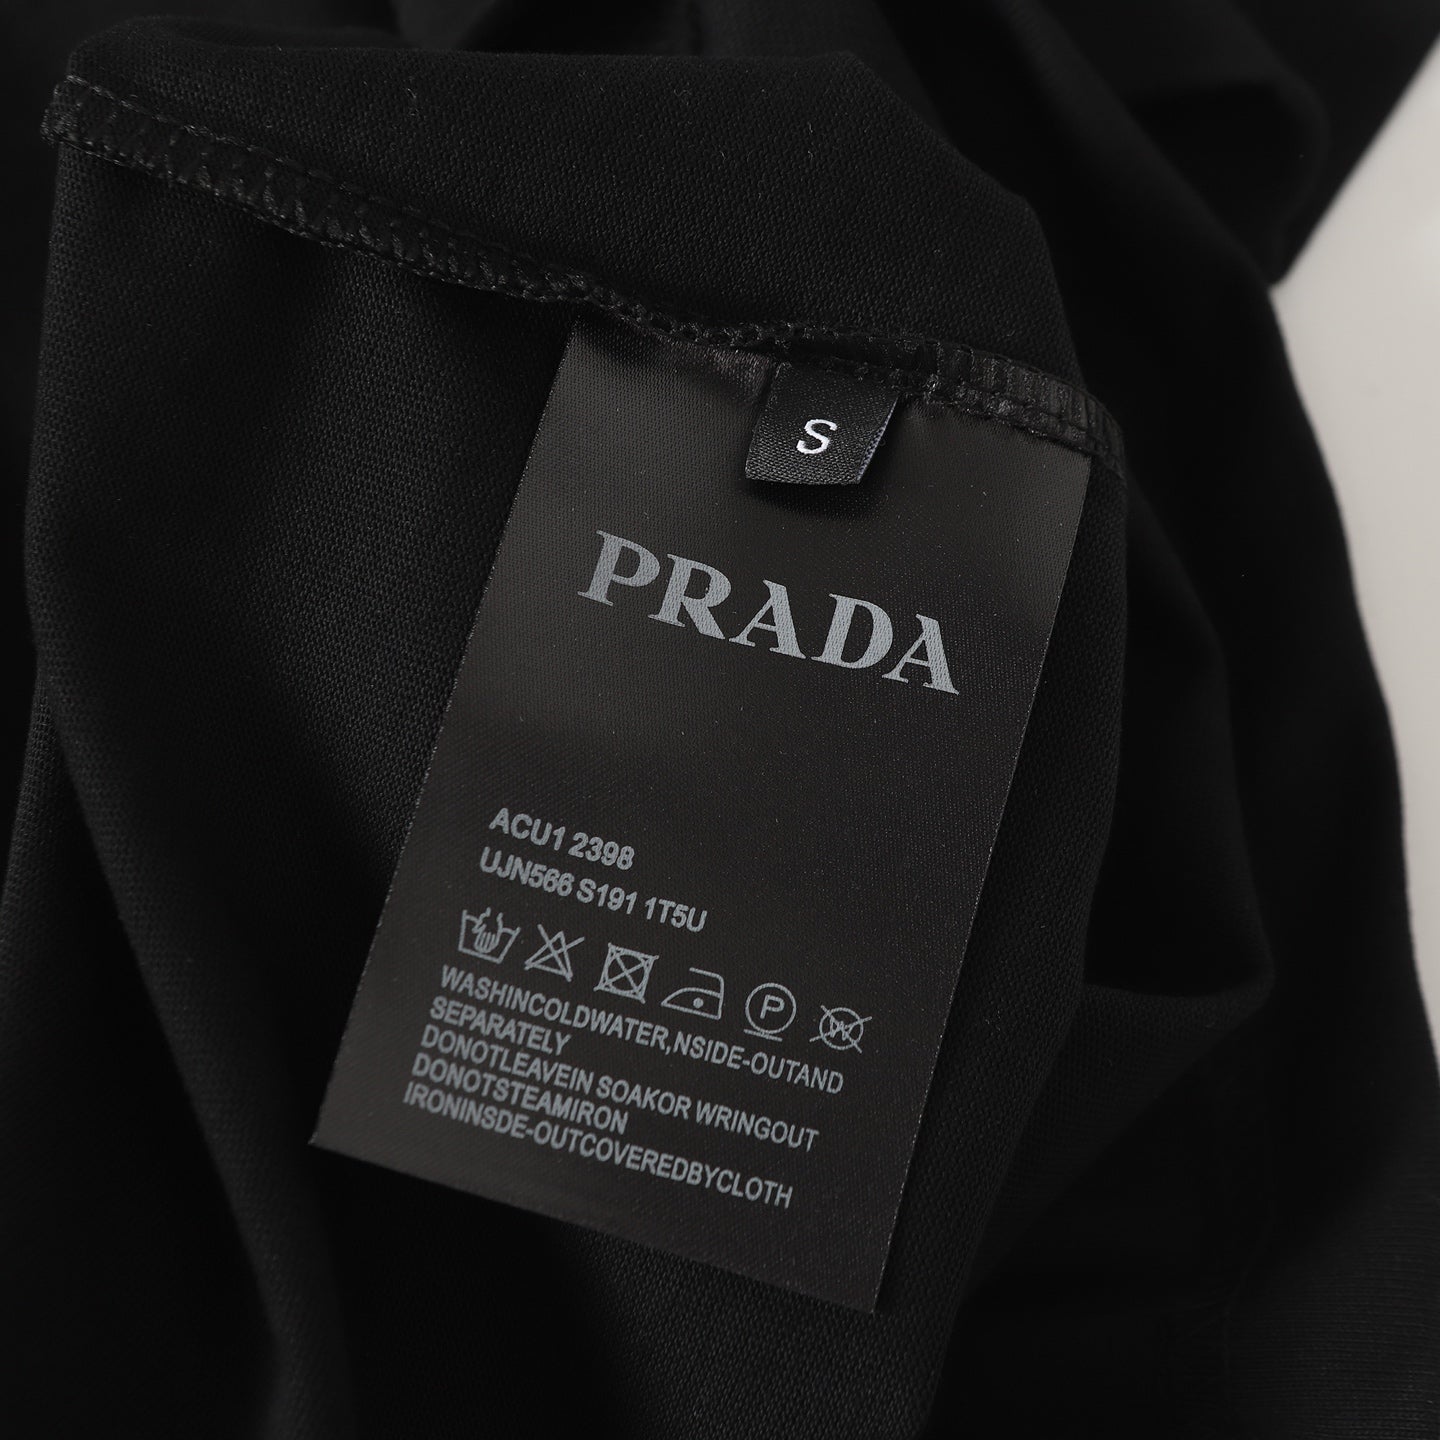 S
PRADA
ACU1 2398
UJN566 S191 1T5U
P
W
WASHINCOLDWATER,NSIDE-OUTAND
SEPARATELY
DONOTLEAVEIN SOAKOR WRINGOUT
DONOTSTEAMIRON
IRONINSDE-OUTCOVEREDBYCLOTH